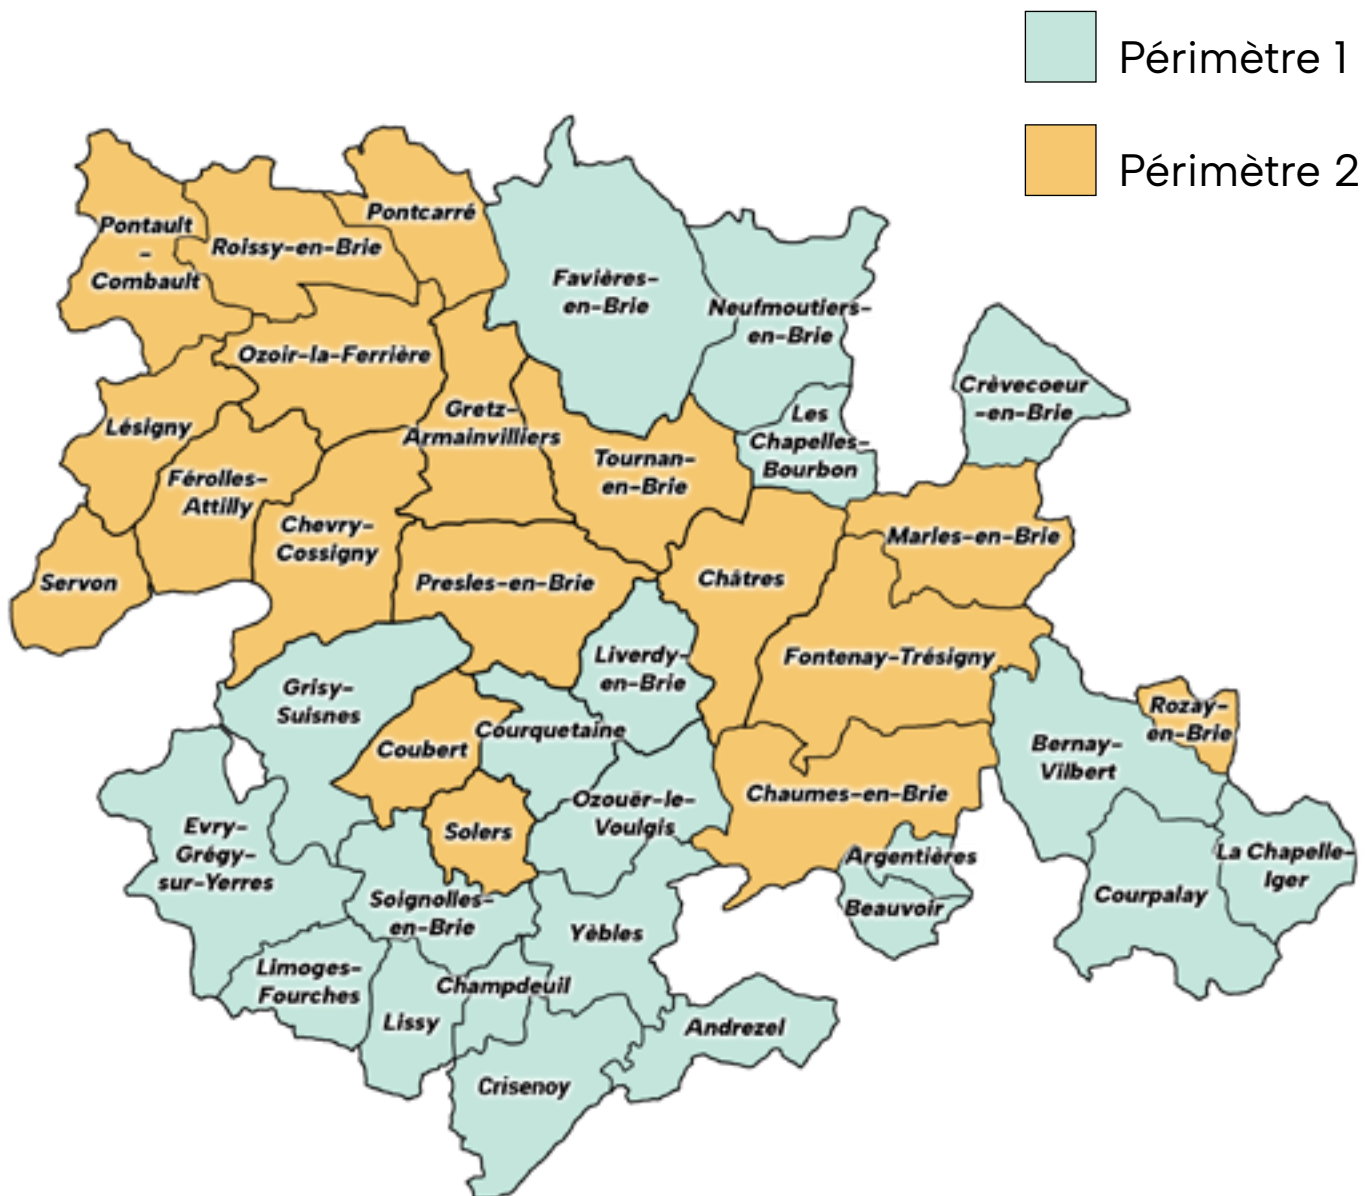 Périmètre 1
Périmètre 2
Pontault
-
Combault
Roissy-en-Brie
Pontcarré
Favières-
en-Brie
Neufmoutiers-
en-Brie
Ozoir-la-Ferrière
Crèvecoeur
-en-Brie
Lésigny
Gretz-
Armainvilliers
Les
Chapelles-
Bourbon
Tournan-
en-Brie
Férolles-
Attilly
Chevry-
Cossigny
Marles-en-Brie
Servon
Presles-en-Brie
Châtres
Liverdy-
en-Brie
Fontenay-Trésigny
Grisy-
Suisnes
Coubert
Courquetaine
Rozay-
en-Brie
Bernay-
Vilbert
Chaumes-en-Brie
Ozouër-le-
Voulgis
Solers
Evry-
Grégy-
sur-Yerres
Argentières
La Chapelle-
Iger
Courpalay
Beauvoir
Soignolles-
en-Brie
Yèbles
Limoges-
Fourches
Champdeuil
Lissy
Andrezel
Crisenoy